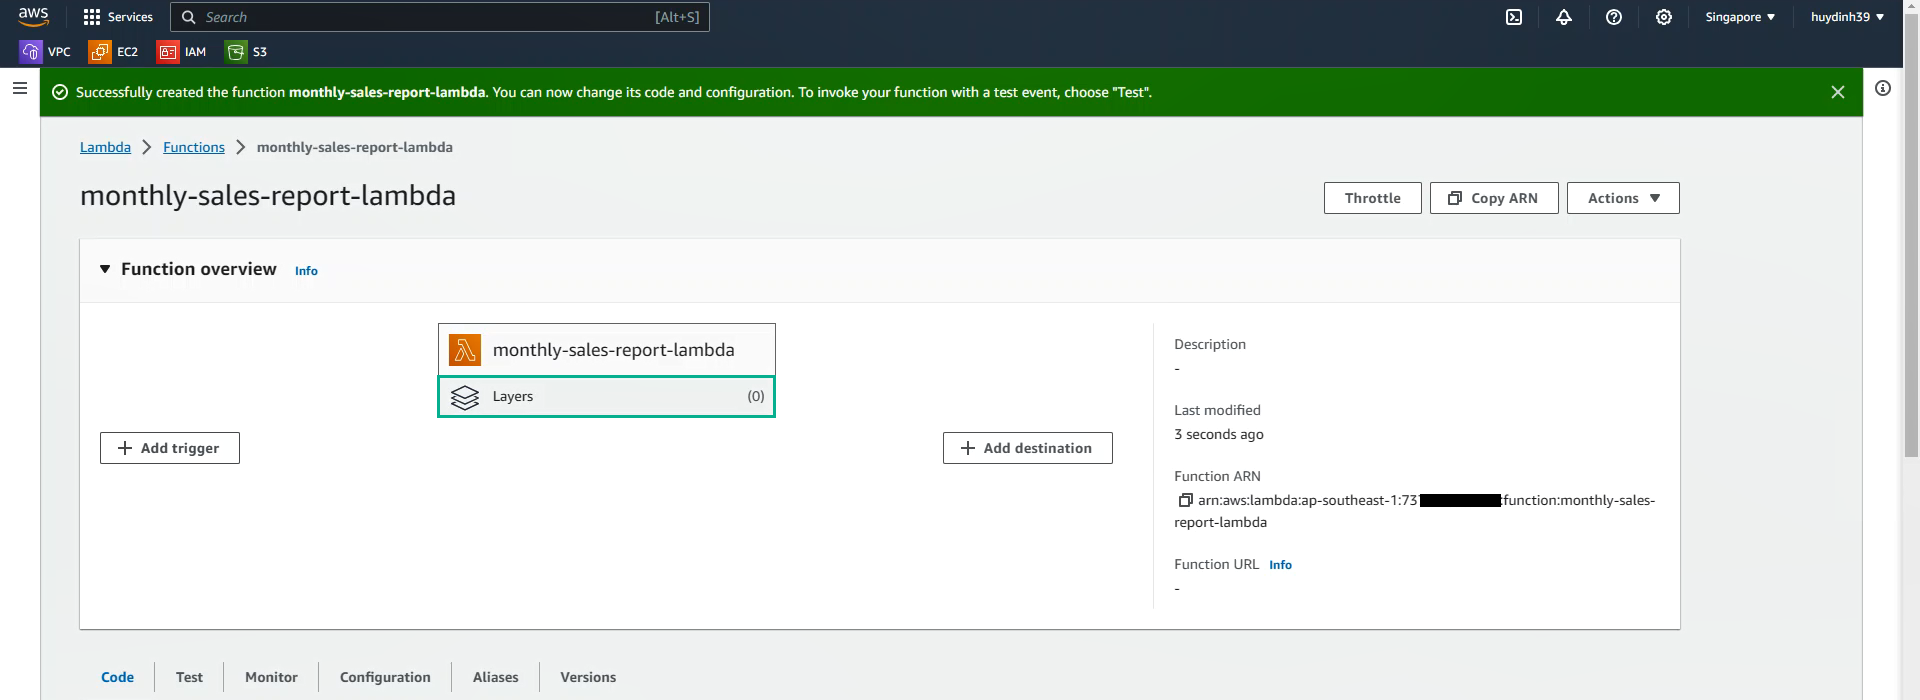 aws Services Search [Alt+S] Singapore huydinh39
VPC EC2 IAM S3
Successfully created the function monthly-sales-report-lambda. You can now change its code and configuration. To invoke your function with a test event, choose "Test".
Lambda Functions monthly-sales-report-lambda
monthly-sales-report-lambda
Throttle Copy ARN Actions
Function overview Info
monthly-sales-report-lambda
Layers (0)
Add trigger
Add destination
Description
-
Last modified
3 seconds ago
Function ARN
arn:aws:lambda:ap-southeast-1:73 :function:monthly-sales-
report-lambda
Function URL Info
-
Code Test Monitor Configuration Aliases Versions